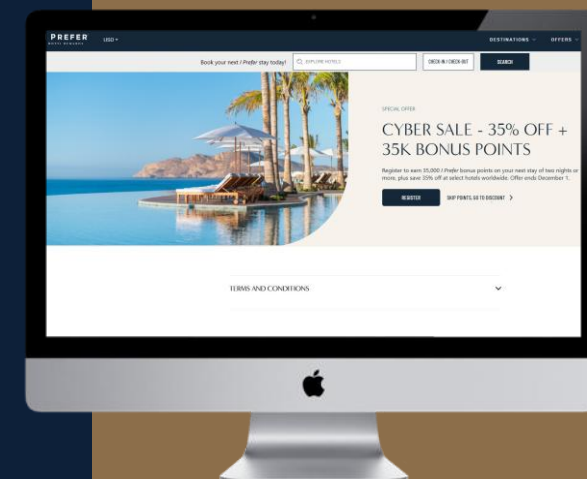 PREFER
HOTEL REWARDS
USD
DESTINATIONS
OFFERS
Book your next I Prefer stay today!
EXPLORE HOTELS
CHECK-IN / CHECK-OUT
SEARCH
SPECIAL OFFER
CYBER SALE - 35% OFF +
35K BONUS POINTS
Register to earn 35,000 I Prefer bonus points on your next stay of two nights or
more, plus save 35% off at select hotels worldwide. Offer ends December 1.
REGISTER
SKIP POINTS, GO TO DISCOUNT
TERMS AND CONDITIONS